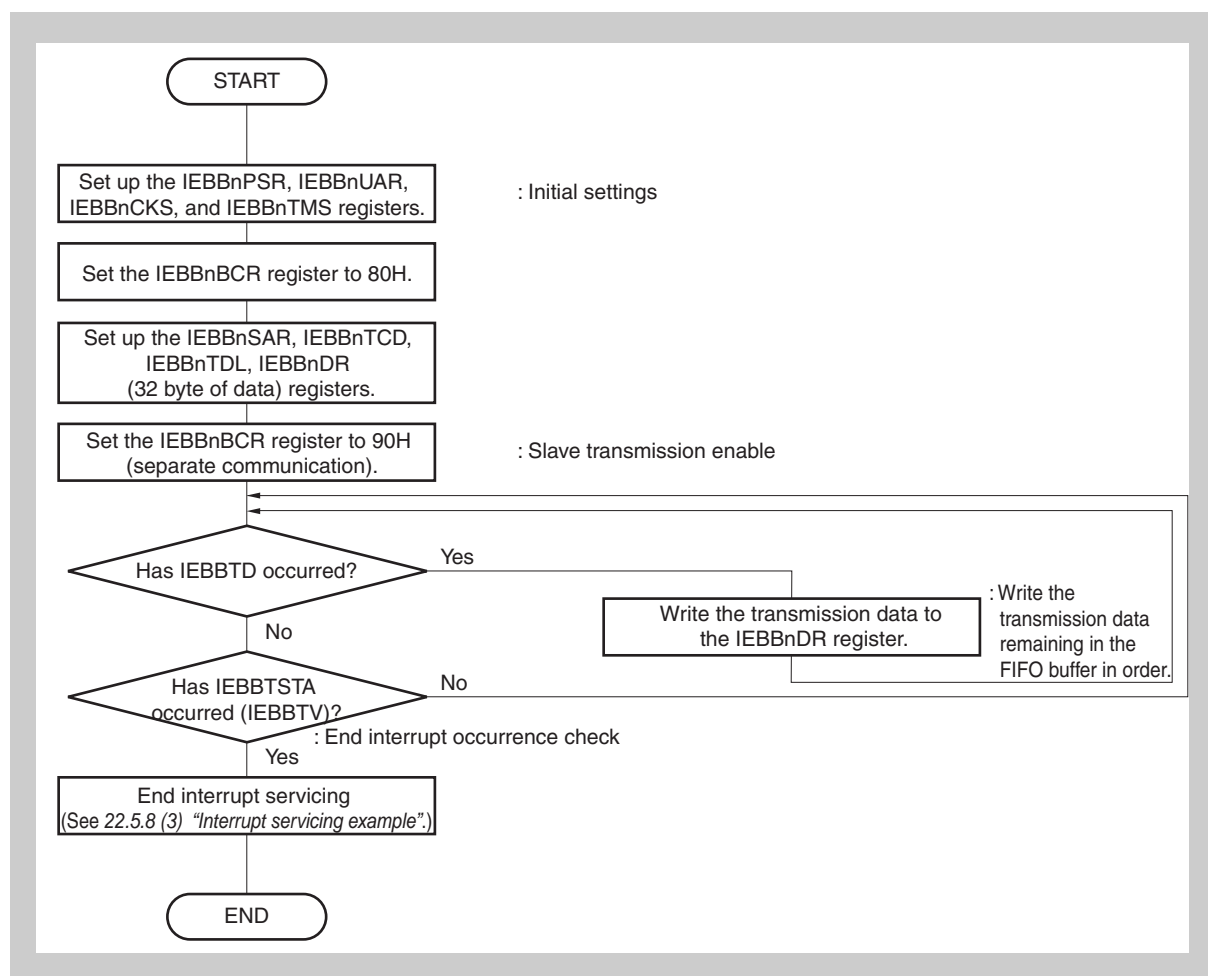 START
Set up the IEBBnPSR, IEBBnUAR,
IEBBnCKS, and IEBBnTMS registers.
: Initial settings
Set the IEBBnBCR register to 80H.
Set up the IEBBnSAR, IEBBnTCD,
IEBBnTDL, IEBBnDR
(32 byte of data) registers.
Set the IEBBnBCR register to 90H
(separate communication).
: Slave transmission enable
Has IEBBTD occurred?
Yes
No
Write the transmission data to
the IEBBnDR register.
: Write the
transmission data
remaining in the
FIFO buffer in order.
Has IEBBTSTA
occurred (IEBBTV)?
No
: End interrupt occurrence check
Yes
End interrupt servicing
(See 22.5.8 (3) “Interrupt servicing example”.)
END